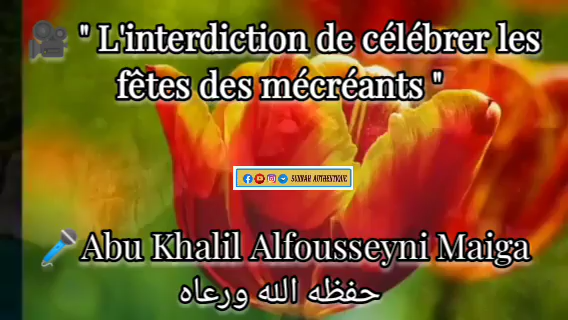 🎥 " L'interdiction de célébrer les
fêtes des mécréants "
SUNNAH AUTHENTIQUE
🎤 Abu Khalil Alfousseyni Maiga
حفظه الله ورعاه